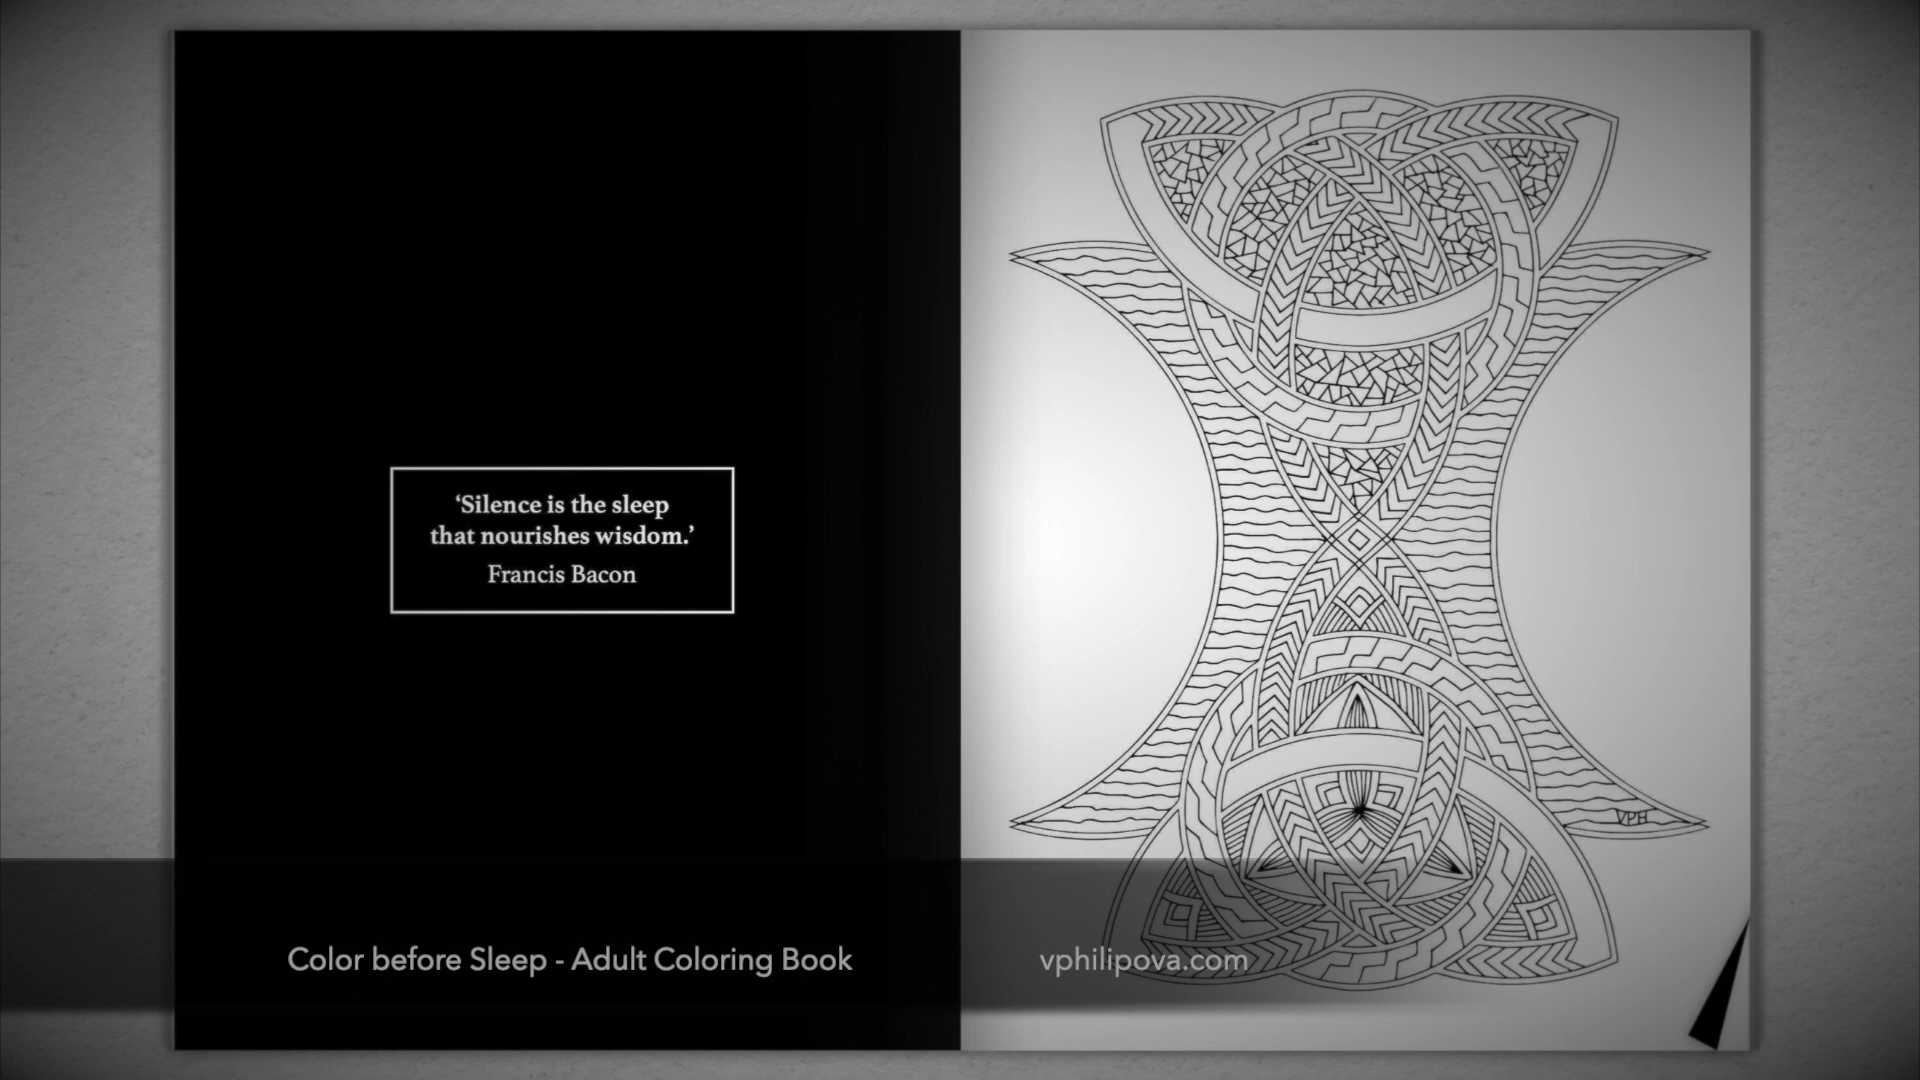 ‘Silence is the sleep
that nourishes wisdom.’
Francis Bacon
VPH
Color before Sleep - Adult Coloring Book
vphilipova.com